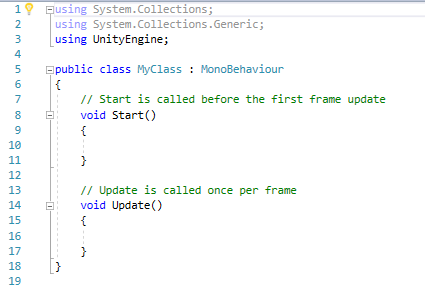 1 using System.Collections;
2 using System.Collections.Generic;
3 using UnityEngine;
4
5 public class MyClass : MonoBehaviour
6 {
7     // Start is called before the first frame update
8     void Start()
9     {
10
11     }
12
13     // Update is called once per frame
14     void Update()
15     {
16
17     }
18 }
19